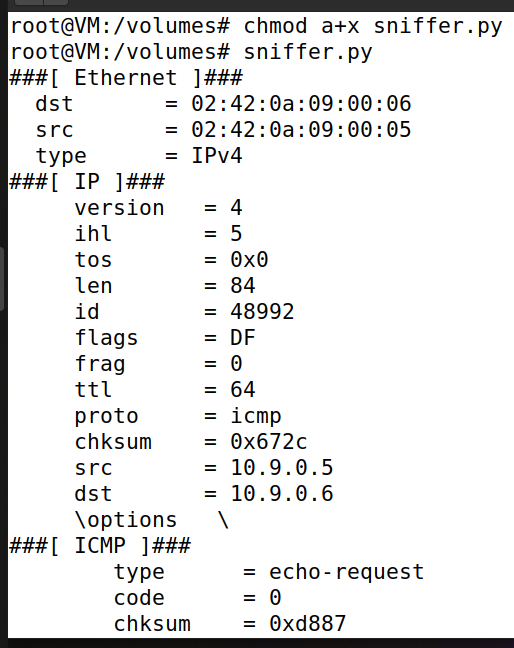 root@VM:/volumes# chmod a+x sniffer.py
root@VM:/volumes# sniffer.py
###[ Ethernet ]###
  dst       = 02:42:0a:09:00:06
  src       = 02:42:0a:09:00:05
  type      = IPv4
###[ IP ]###
     version   = 4
     ihl       = 5
     tos       = 0x0
     len       = 84
     id        = 48992
     flags     = DF
     frag      = 0
     ttl       = 64
     proto     = icmp
     chksum    = 0x672c
     src       = 10.9.0.5
     dst       = 10.9.0.6
     \options   \
###[ ICMP ]###
        type      = echo-request
        code      = 0
        chksum    = 0xd887